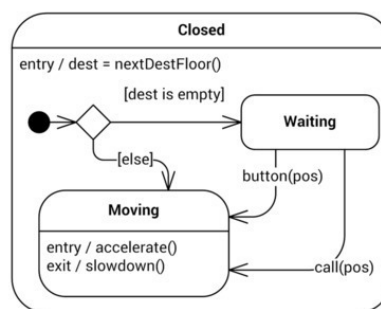 Closed
entry / dest = nextDestFloor()
[dest is empty]
Waiting
[else]
button(pos)
Moving
entry / accelerate()
exit / slowdown()
call(pos)